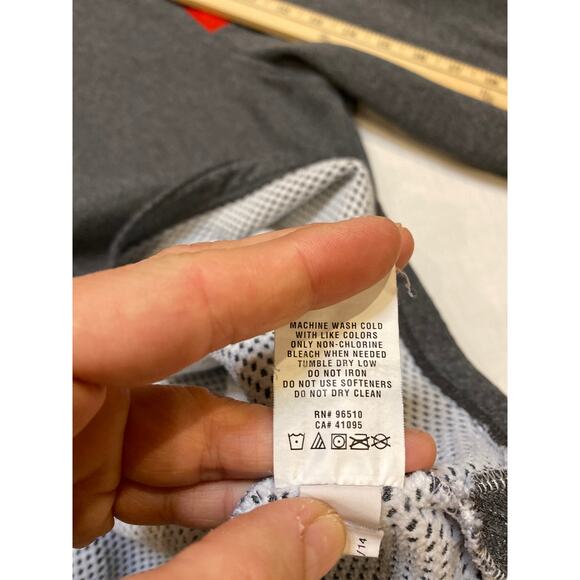 MACHINE WASH COLD
WITH LIKE COLORS
ONLY NON-CHLORINE
BLEACH WHEN NEEDED
TUMBLE DRY LOW
DO NOT IRON
DO NOT USE SOFTENERS
DO NOT DRY CLEAN
RN# 96510
CA# 41095
/14